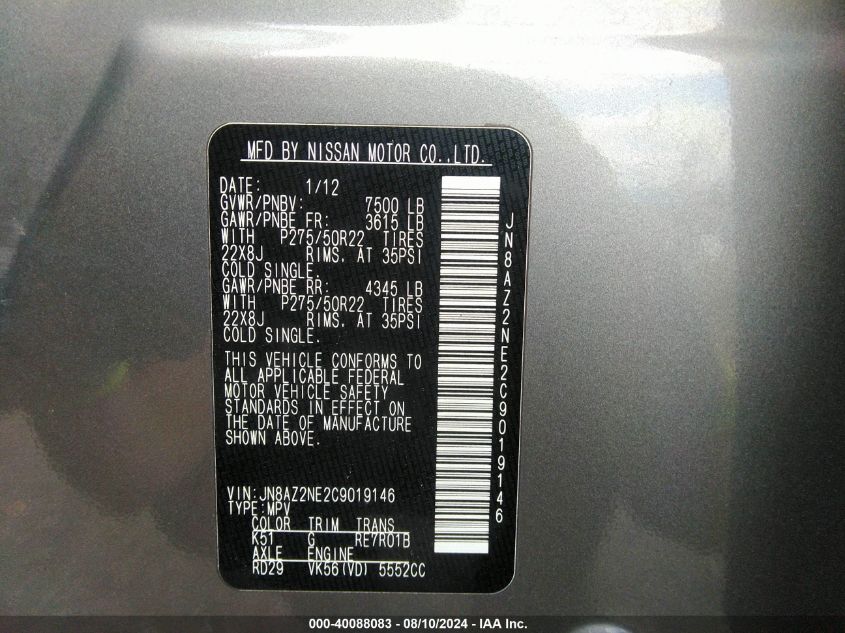 MFD BY NISSAN MOTOR CO.,LTD.
DATE: 1/12
GVWR/PNBV: 7500 LB
GAWR/PNBE FR: 3615 LB
WITH P275/50R22 TIRES
22X8J RIMS. AT 35PSI
COLD SINGLE.
GAWR/PNBE RR: 4345 LB
WITH P275/50R22 TIRES
22X8J RIMS. AT 35PSI
COLD SINGLE.
THIS VEHICLE CONFORMS TO
ALL APPLICABLE FEDERAL
MOTOR VEHICLE SAFETY
STANDARDS IN EFFECT ON
THE DATE OF MANUFACTURE
SHOWN ABOVE.
VIN:JN8AZ2NE2C9019146
TYPE:MPV
COLOR TRIM TRANS
K51 G RE7R01B
AXLE ENGINE
RD29 VK56(VD) 5552CC
JN8AZ2NE2C9019146
000-40088083 - 08/10/2024 - IAA Inc.